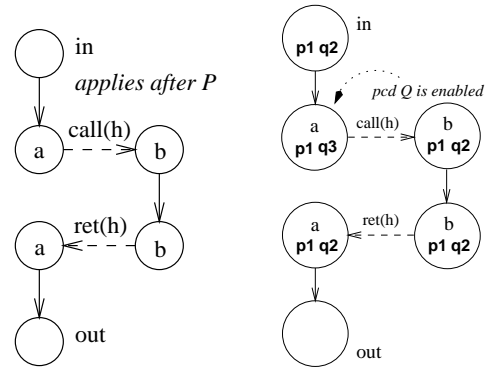 in
applies after P
call(h)
a
b
ret(h)
a
b
out
in
p1 q2
pcd Q is enabled
a
p1 q3
call(h)
b
p1 q2
a
p1 q2
ret(h)
b
p1 q2
out